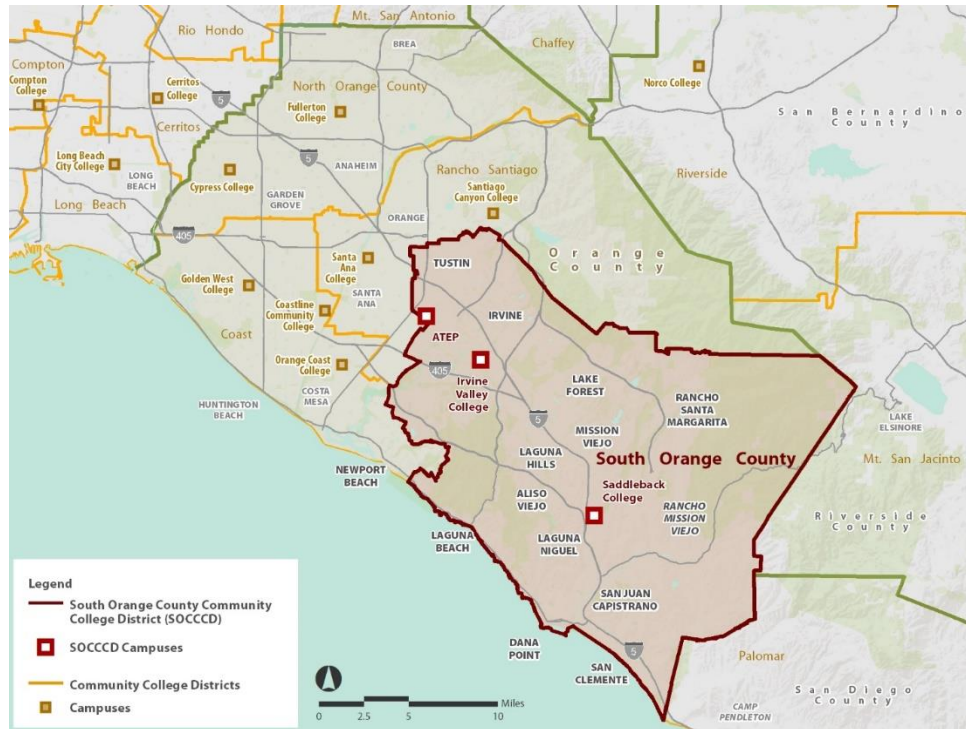 Mt. San Antonio
Rio Hondo
Compton
Compton
College
Cerritos
College
Cerritos
BREA
Chaffey
Norco College
San Bernardino
County
5
North Orange
County
Fullerton
College
Long Beach
City College
LONG
BEACH
Long Beach
Cypress College
5
ANAHEIM
GARDEN
GROVE
Rancho Santiago
Santiago
Canyon College
Riverside
ORANGE
405
Orange
County
Golden West
College
Santa
Ana
College
SANTA
ANA
TUSTIN
Coastline
Community
College
Coast
IRVINE
ATEP
Orange Coast
College
405
Irvine
Valley
College
COSTA
MESA
HUNTINGTON
BEACH
LAKE
FOREST
RANCHO
SANTA
MARGARITA
LAKE
ELSINORE
5
MISSION
VIEJO
LAGUNA
HILLS
South Orange County
Mt. San Jacinto
NEWPORT
BEACH
Saddleback
College
ALISO
VIEJO
RANCHO
MISSION
VIEJO
Riverside
County
LAGUNA
BEACH
LAGUNA
NIGUEL
SAN JUAN
CAPISTRANO
DANA
POINT
5
SAN
CLEMENTE
Palomar
San Diego
County
CAMP
PENDLETON
Legend
South Orange County Community
College District (SOCCCD)
SOCCCD Campuses
Community College Districts
Campuses
Miles
0 2.5 5 10